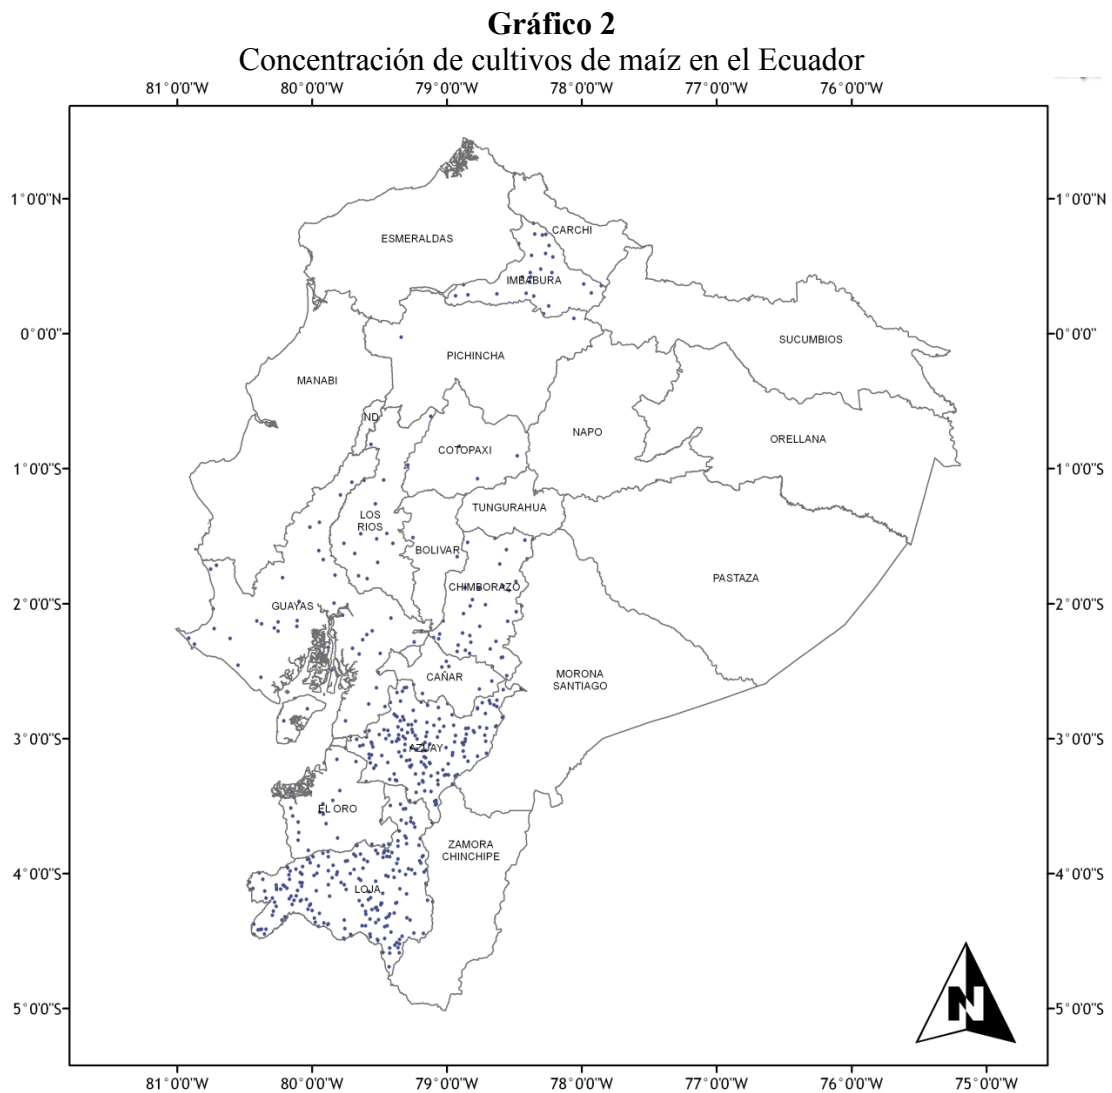 Gráfico 2
Concentración de cultivos de maíz en el Ecuador
81°0'0"W 80°0'0"W 79°0'0"W 78°0'0"W 77°0'0"W 76°0'0"W
1°0'0"N 1°0'0"N
CARCHI
ESMERALDAS
IMBABURA
0°0'0" 0°0'0"
SUCUMBIOS
PICHINCHA
MANABI
ND
NAPO
ORELLANA
COTOPAXI
1°0'0"S 1°0'0"S
TUNGURAHUA
LOS
RIOS
BOLIVAR
PASTAZA
CHIMBORAZO
2°0'0"S 2°0'0"S
GUAYAS
CAÑAR
MORONA
SANTIAGO
3°0'0"S 3°0'0"S
AZUAY
EL ORO
ZAMORA
CHINCHIPE
4°0'0"S 4°0'0"S
LOJA
N
5°0'0"S 5°0'0"S
81°0'0"W 80°0'0"W 79°0'0"W 78°0'0"W 77°0'0"W 76°0'0"W 75°0'0"W